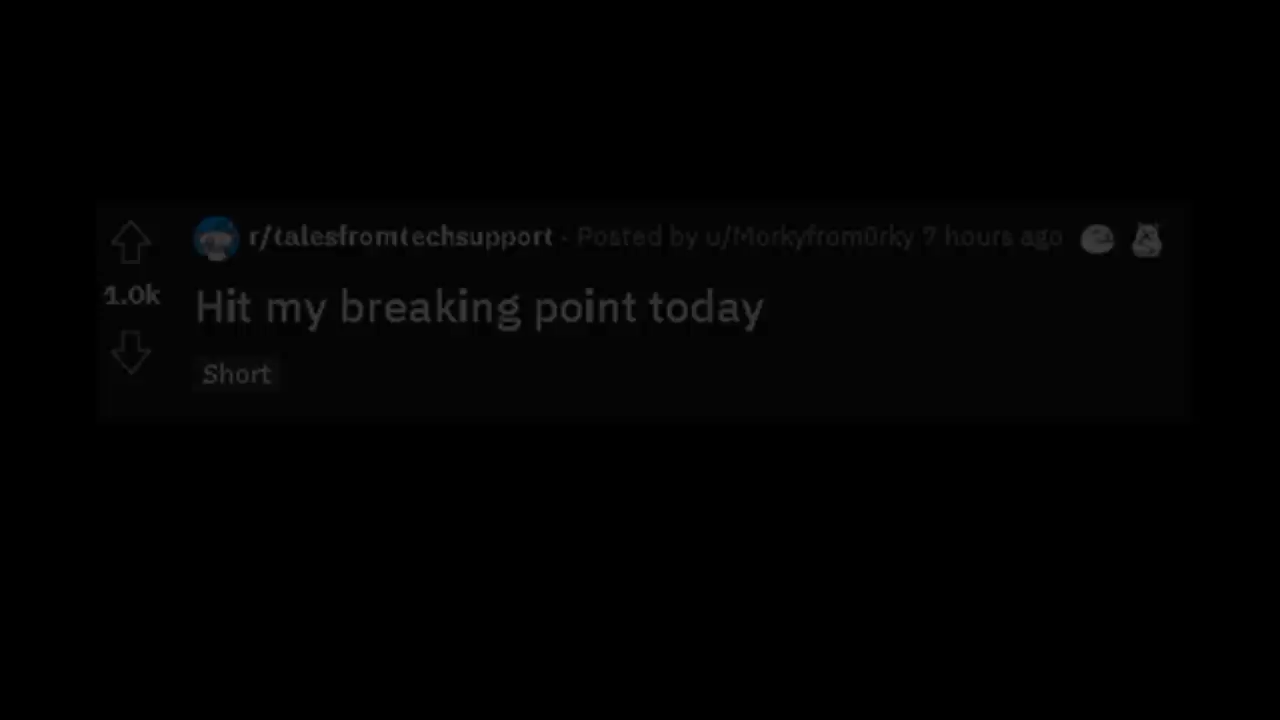 r/talesfromtechsupport · Posted by u/Morkyfrom0rky 7 hours ago
1.0k
Hit my breaking point today
Short